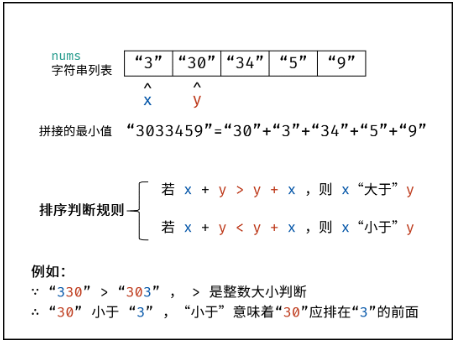 nums
字符串列表
“3” “30” “34” “5” “9”
^ ^
x y
拼接的最小值 “3033459”=“30”+“3”+“34”+“5”+“9”
排序判断规则
若 x + y > y + x ，则 x“大于”y
若 x + y < y + x ，则 x“小于”y
例如：
∵ “330” > “303” ， > 是整数大小判断
∴ “30” 小于 “3” ，“小于”意味着“30”应排在“3”的前面